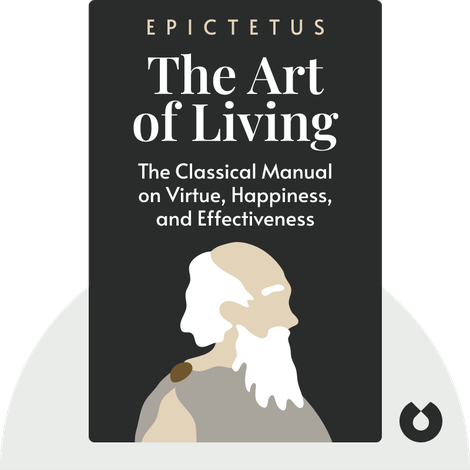 EPICTETUS
The Art
of Living
The Classical Manual
on Virtue, Happiness,
and Effectiveness